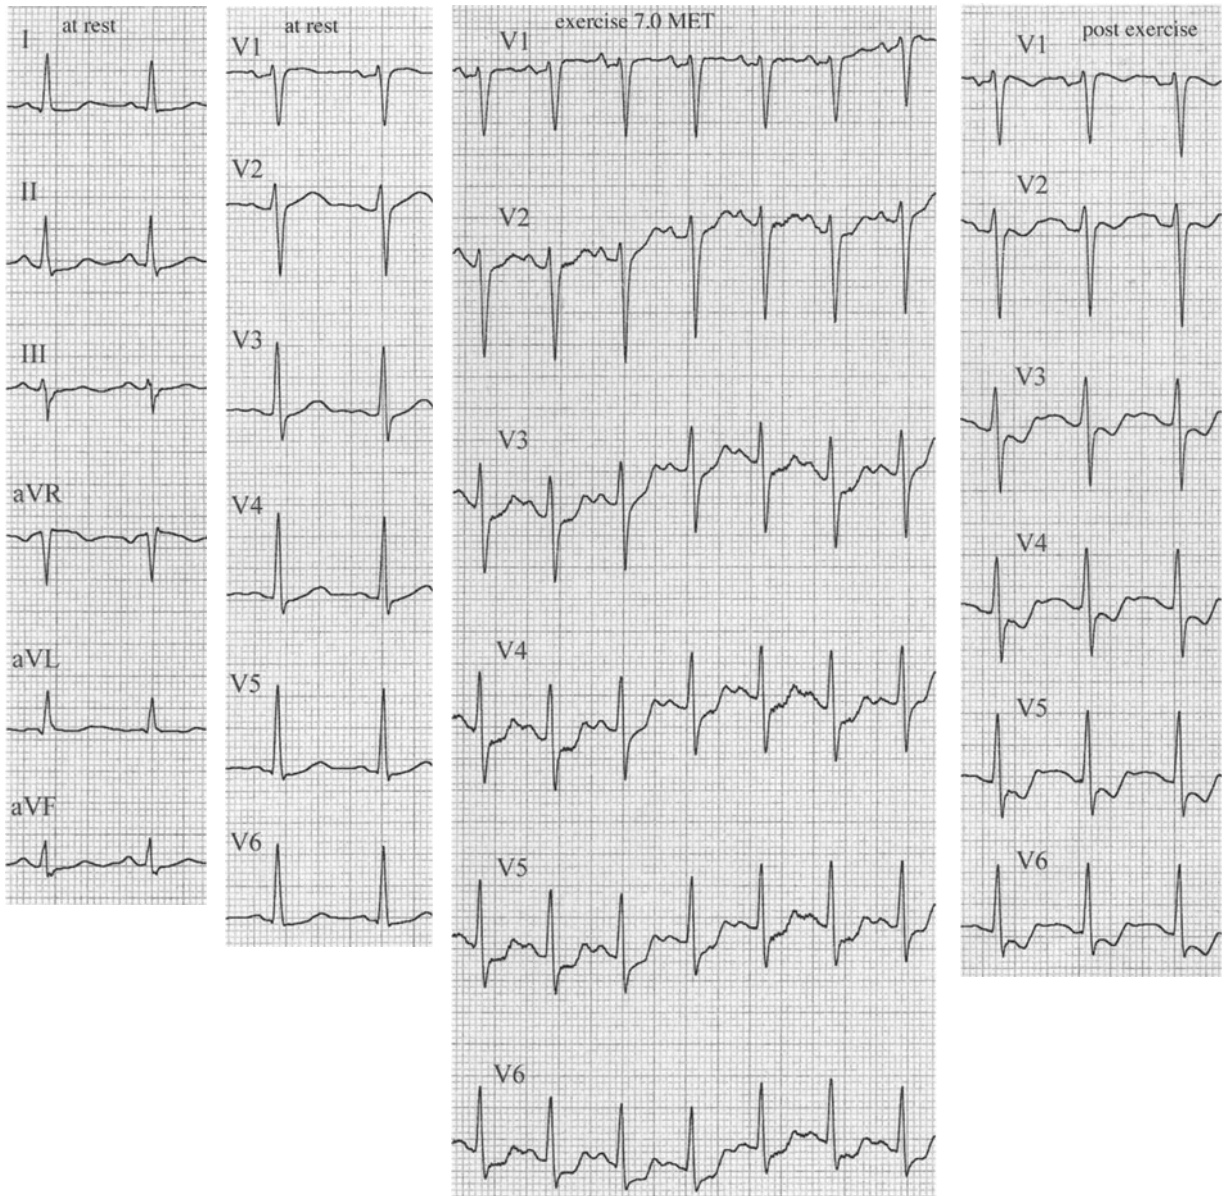 at rest
I
II
III
aVR
aVL
aVF
at rest
V1
V2
V3
V4
V5
V6
exercise 7.0 MET
V1
V2
V3
V4
V5
V6
post exercise
V1
V2
V3
V4
V5
V6